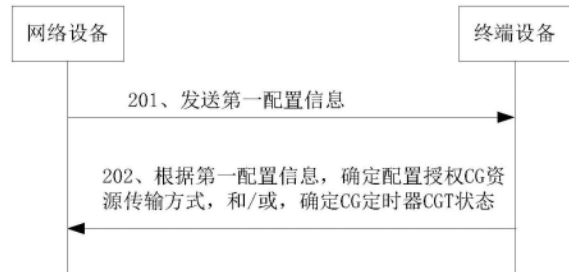 网络设备
终端设备
201、发送第一配置信息
202、根据第一配置信息，确定配置授权CG资
源传输方式，和/或，确定CG定时器CGT状态